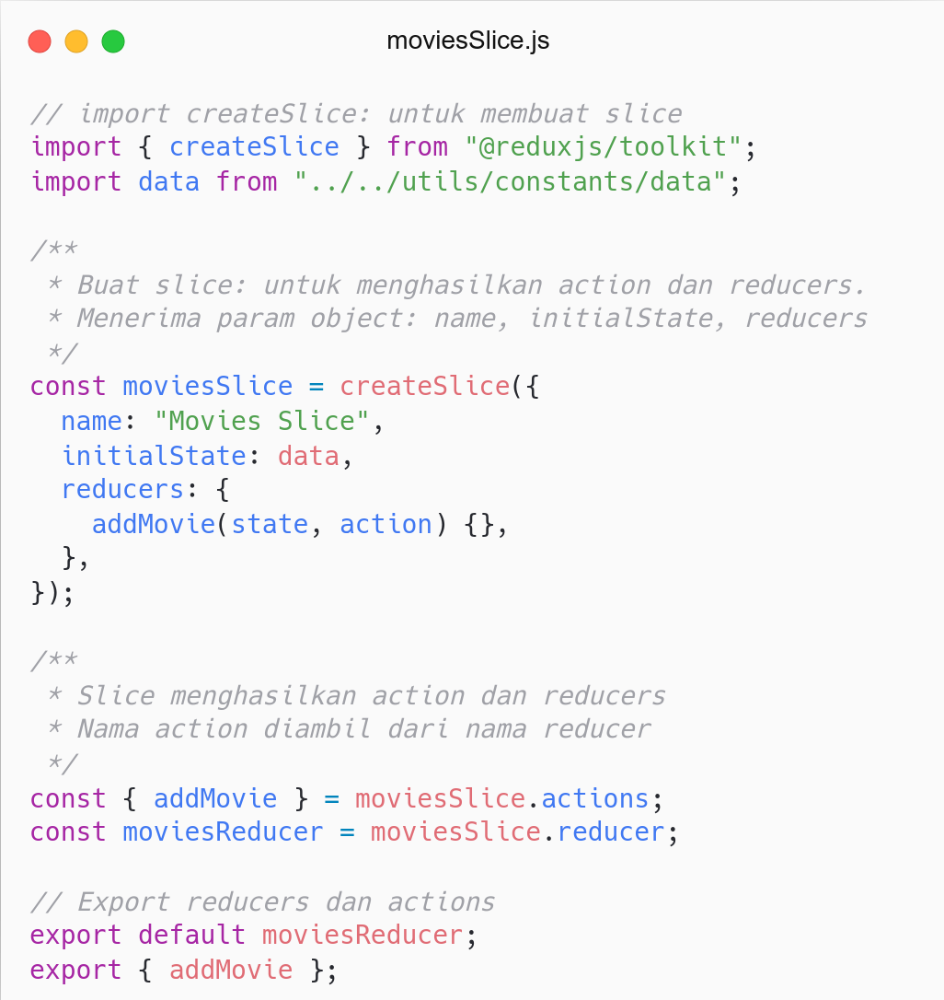 moviesSlice.js
// import createSlice: untuk membuat slice
import { createSlice } from "@reduxjs/toolkit";
import data from "../../utils/constants/data";
/**
 * Buat slice: untuk menghasilkan action dan reducers.
 * Menerima param object: name, initialState, reducers
 */
const moviesSlice = createSlice({
  name: "Movies Slice",
  initialState: data,
  reducers: {
    addMovie(state, action) {},
  },
});
/**
 * Slice menghasilkan action dan reducers
 * Nama action diambil dari nama reducer
 */
const { addMovie } = moviesSlice.actions;
const moviesReducer = moviesSlice.reducer;
// Export reducers dan actions
export default moviesReducer;
export { addMovie };